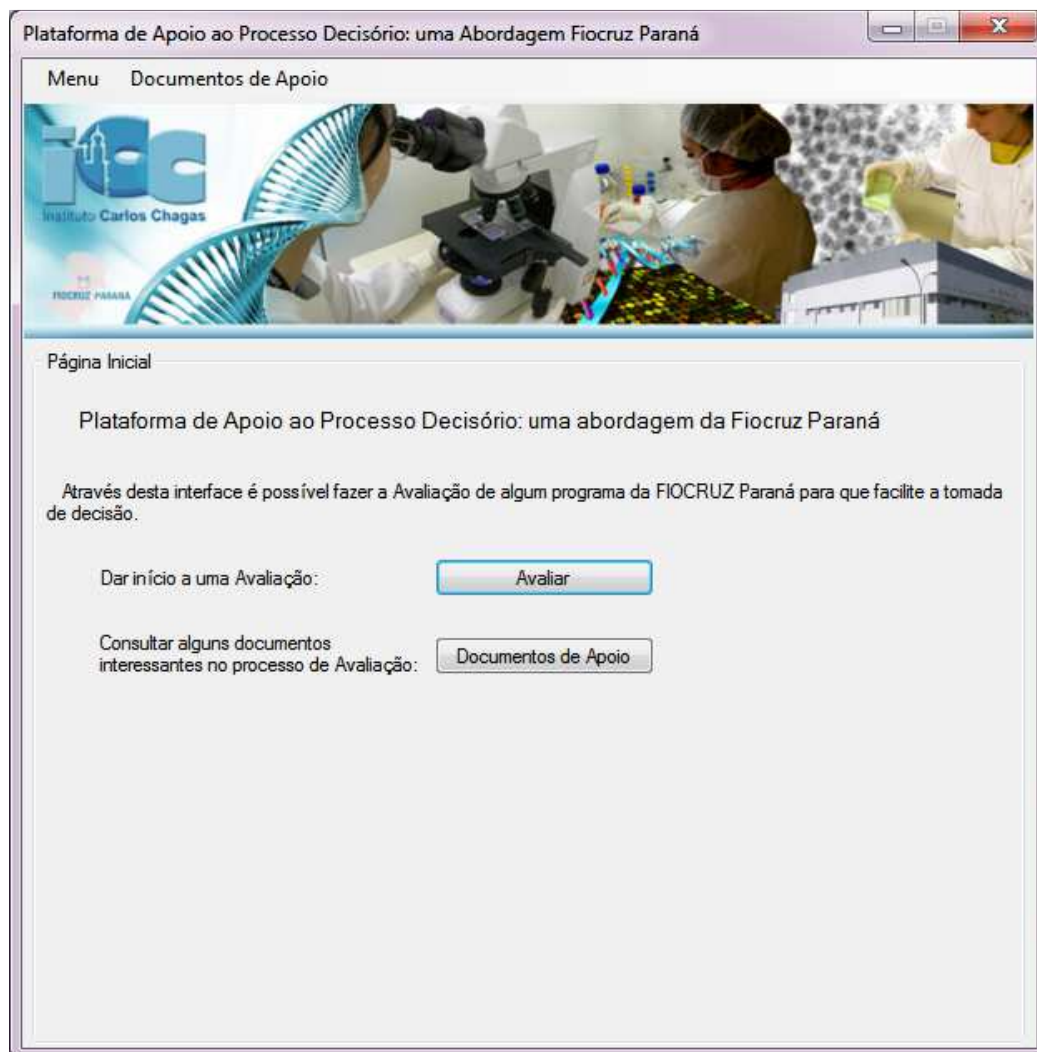 Plataforma de Apoio ao Processo Decisório: uma Abordagem Fiocruz Paraná
Menu Documentos de Apoio
icc
Instituto Carlos Chagas
FIOCRUZ PARANÁ
Página Inicial
Plataforma de Apoio ao Processo Decisório: uma abordagem da Fiocruz Paraná
Através desta interface é possível fazer a Avaliação de algum programa da FIOCRUZ Paraná para que facilite a tomada
de decisão.
Dar início a uma Avaliação: Avaliar
Consultar alguns documentos
interessantes no processo de Avaliação: Documentos de Apoio